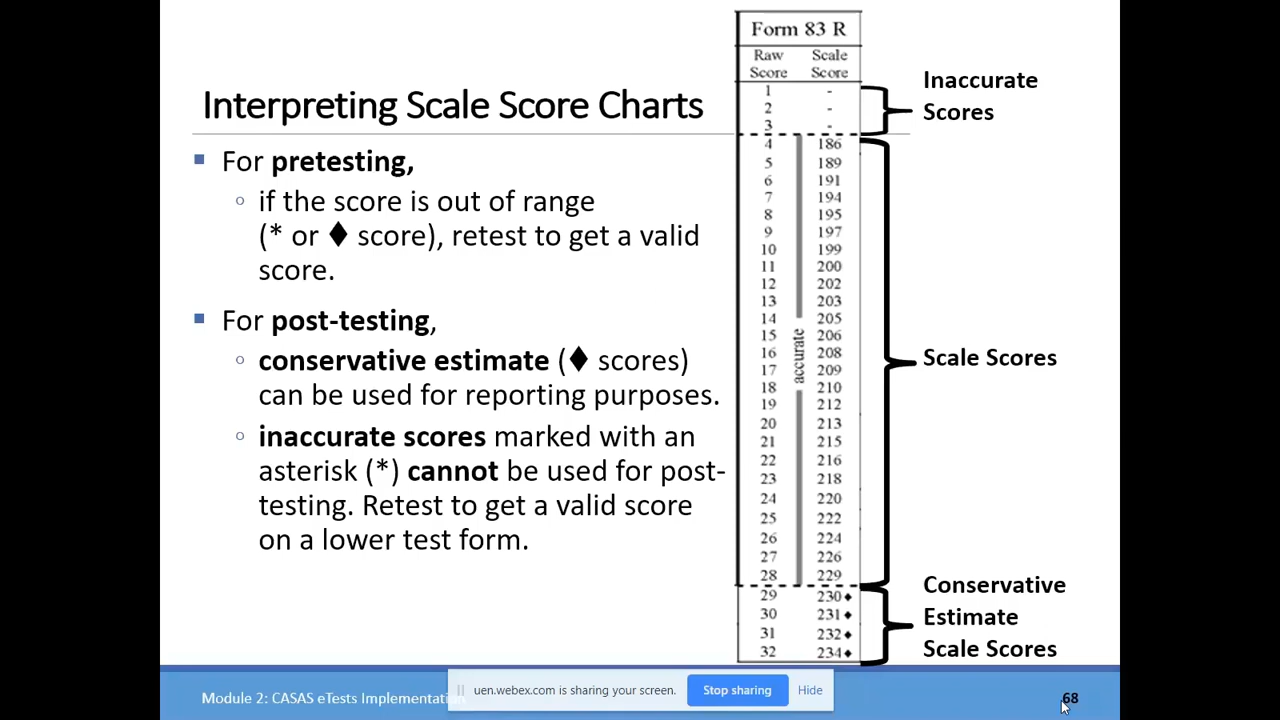 Interpreting Scale Score Charts
▪ For pretesting,
○ if the score is out of range
(* or ♦ score), retest to get a valid
score.
▪ For post-testing,
○ conservative estimate (♦ scores)
can be used for reporting purposes.
○ inaccurate scores marked with an
asterisk (*) cannot be used for post-
testing. Retest to get a valid score
on a lower test form.
Form 83 R
Raw Scale
Score Score
1 -
2 -
3 -
4 186
5 189
6 191
7 194
8 195
9 197
10 199
11 200
12 202
13 203
14 205
15 206
16 208
17 209
18 210
19 212
20 213
21 215
22 216
23 218
24 220
25 222
26 224
27 226
28 229
29 230♦
30 231♦
31 232♦
32 234♦
accurate
Inaccurate
Scores
Scale Scores
Conservative
Estimate
Scale Scores
Module 2: CASAS eTests Implementatio
uen.webex.com is sharing your screen.
Stop sharing
Hide
68